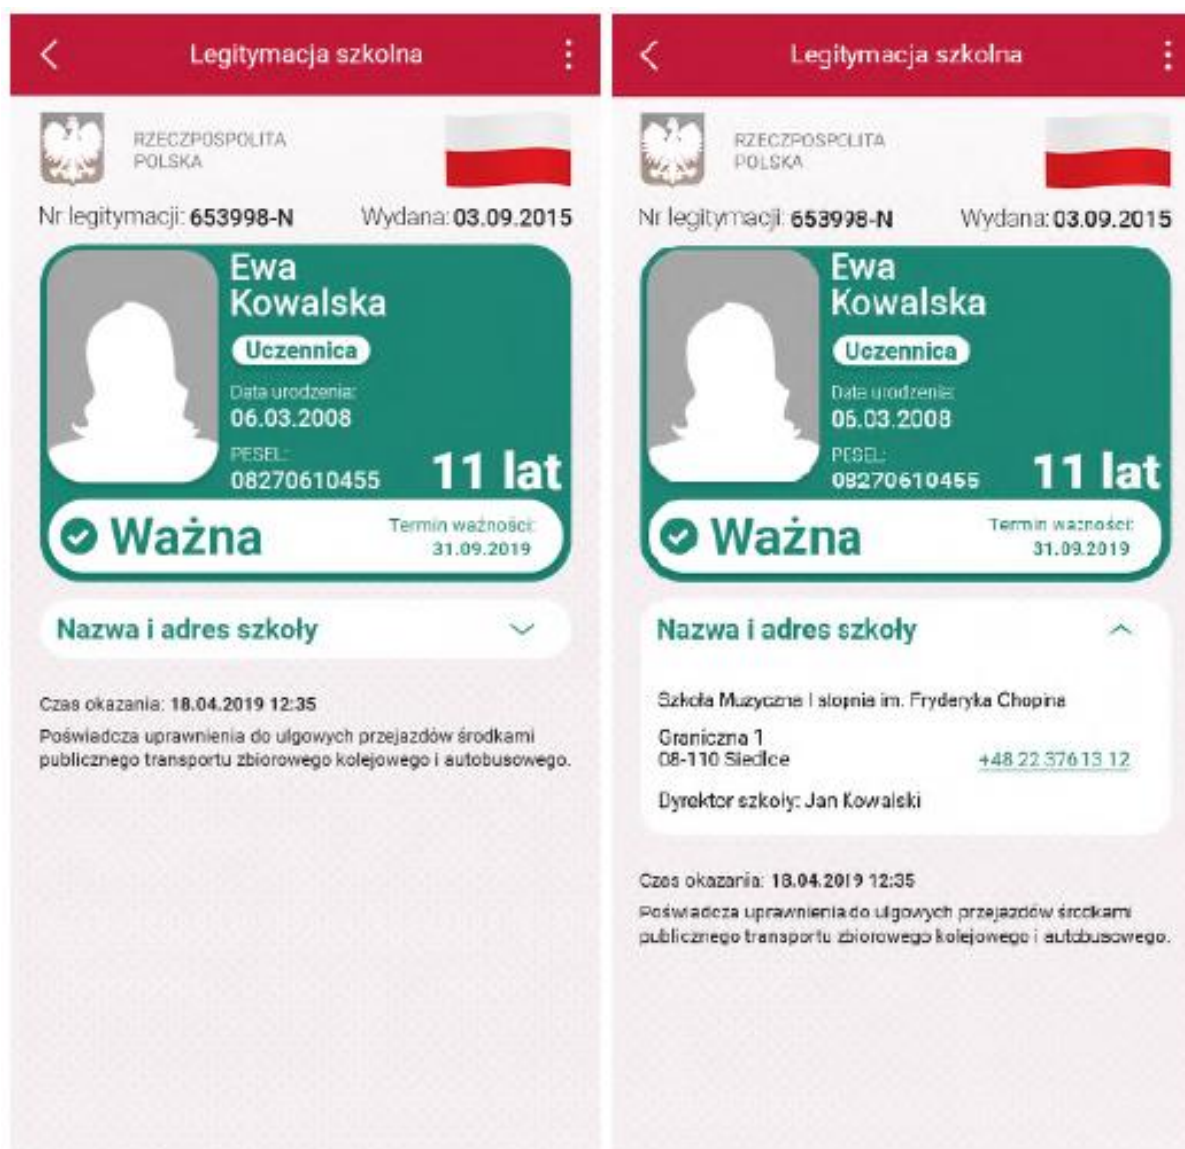 Legitymacja szkolna
RZECZPOSPOLITA
POLSKA
Nr legitymacji: 653998-N
Wydana: 03.09.2015
Ewa
Kowalska
Uczennica
Data urodzenia:
06.03.2008
PESEL:
08270610455
11 lat
Ważna
Termin ważności:
31.09.2019
Nazwa i adres szkoły
Czas okazania: 18.04.2019 12:35
Poświadcza uprawnienia do ulgowych przejazdów środkami
publicznego transportu zbiorowego kolejowego i autobusowego.
Legitymacja szkolna
RZECZPOSPOLITA
POLSKA
Nr legitymacji: 653998-N
Wydana: 03.09.2015
Ewa
Kowalska
Uczennica
Data urodzenia:
06.03.2008
PESEL:
08270610455
11 lat
Ważna
Termin ważności:
31.09.2019
Nazwa i adres szkoły
Szkoła Muzyczna I stopnia im. Fryderyka Chopina
Graniczna 1
08-110 Siedlce
+48 22 376 13 12
Dyrektor szkoły: Jan Kowalski
Czas okazania: 18.04.2019 12:35
Poświadcza uprawnienia do ulgowych przejazdów środkami
publicznego transportu zbiorowego kolejowego i autobusowego.